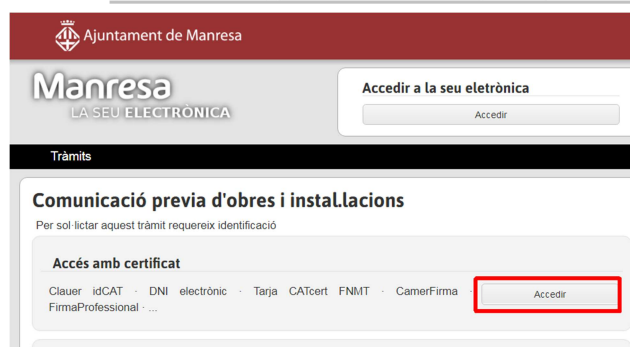 Ajuntament de Manresa
Manresa
LA SEU ELECTRÒNICA
Accedir a la seu eletrònica
Accedir
Tràmits
Comunicació previa d'obres i instal.lacions
Per sol·lictar aquest tràmit requereix identificació
Accés amb certificat
Clauer idCAT · DNI electrònic · Tarja CATcert FNMT · CamerFirma ·
FirmaProfessional · ...
Accedir